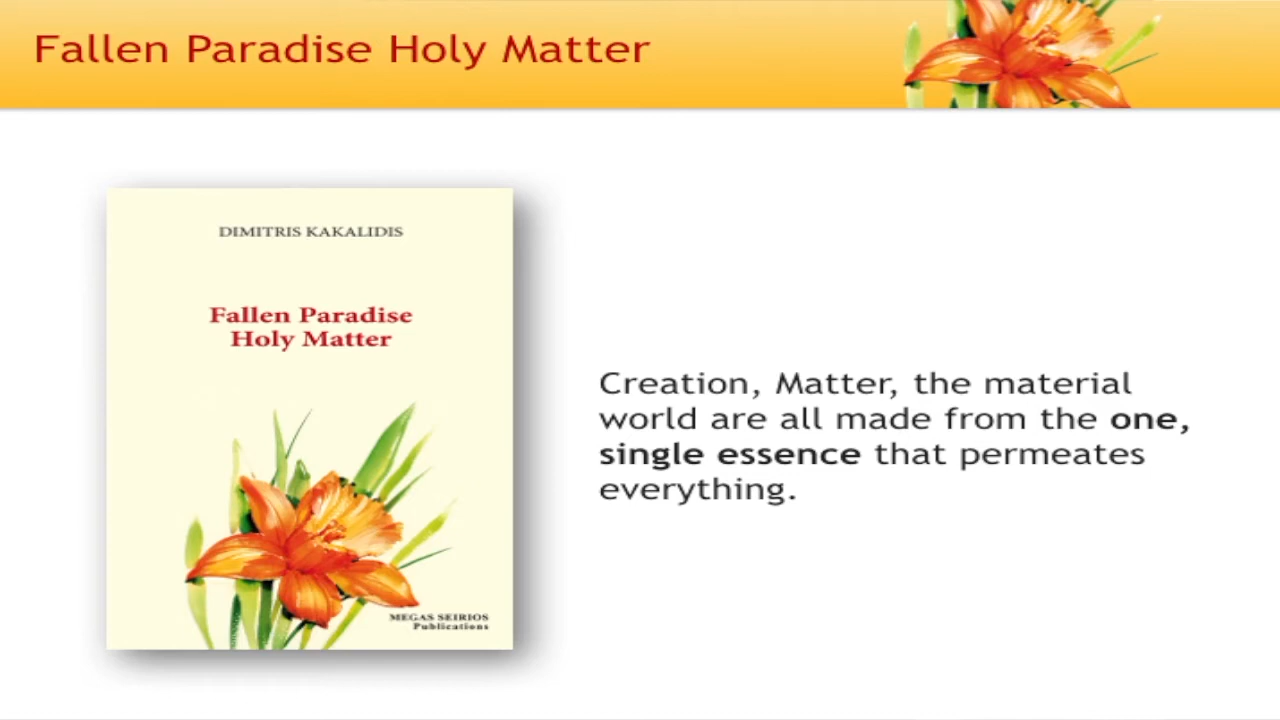 Fallen Paradise Holy Matter
DIMITRIS KAKALIDIS
Fallen Paradise
Holy Matter
MEGAS SEIRIOS
Publications
Creation, Matter, the material
world are all made from the one,
single essence that permeates
everything.